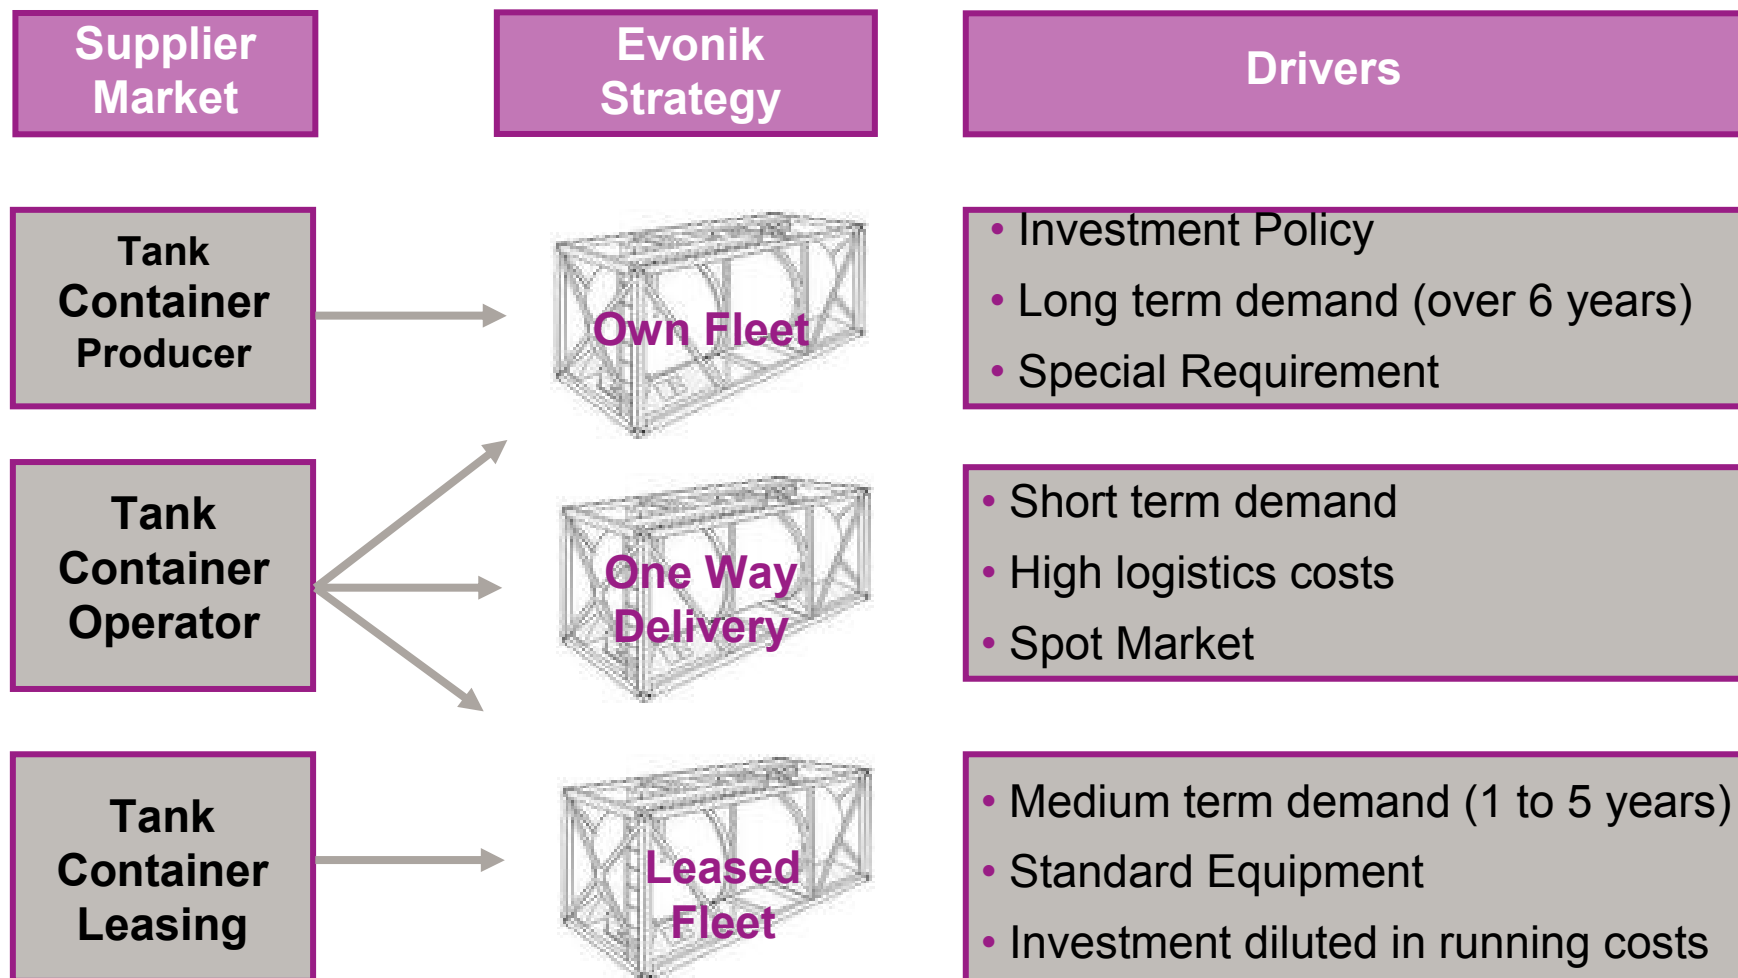 Supplier
Market
Evonik
Strategy
Drivers
Tank
Container
Producer
Own Fleet
• Investment Policy
• Long term demand (over 6 years)
• Special Requirement
Tank
Container
Operator
One Way
Delivery
• Short term demand
• High logistics costs
• Spot Market
Tank
Container
Leasing
Leased
Fleet
• Medium term demand (1 to 5 years)
• Standard Equipment
• Investment diluted in running costs